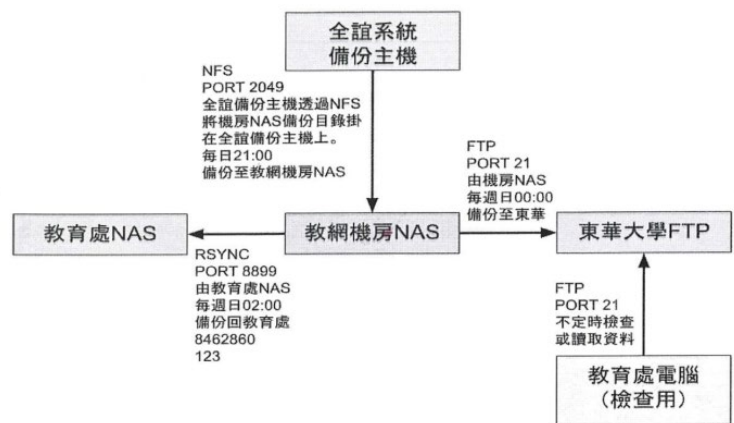 全誼系統
備份主機
NFS
PORT 2049
全誼備份主機透過NFS
將機房NAS備份目錄掛
在全誼備份主機上。
每日21:00
備份至教網機房NAS
FTP
PORT 21
由機房NAS
每週日00:00
備份至東華
教育處NAS
教網機房NAS
東華大學FTP
RSYNC
PORT 8899
由教育處NAS
每週日02:00
備份回教育處
8462860
123
FTP
PORT 21
不定時檢查
或讀取資料
教育處電腦
（檢查用）